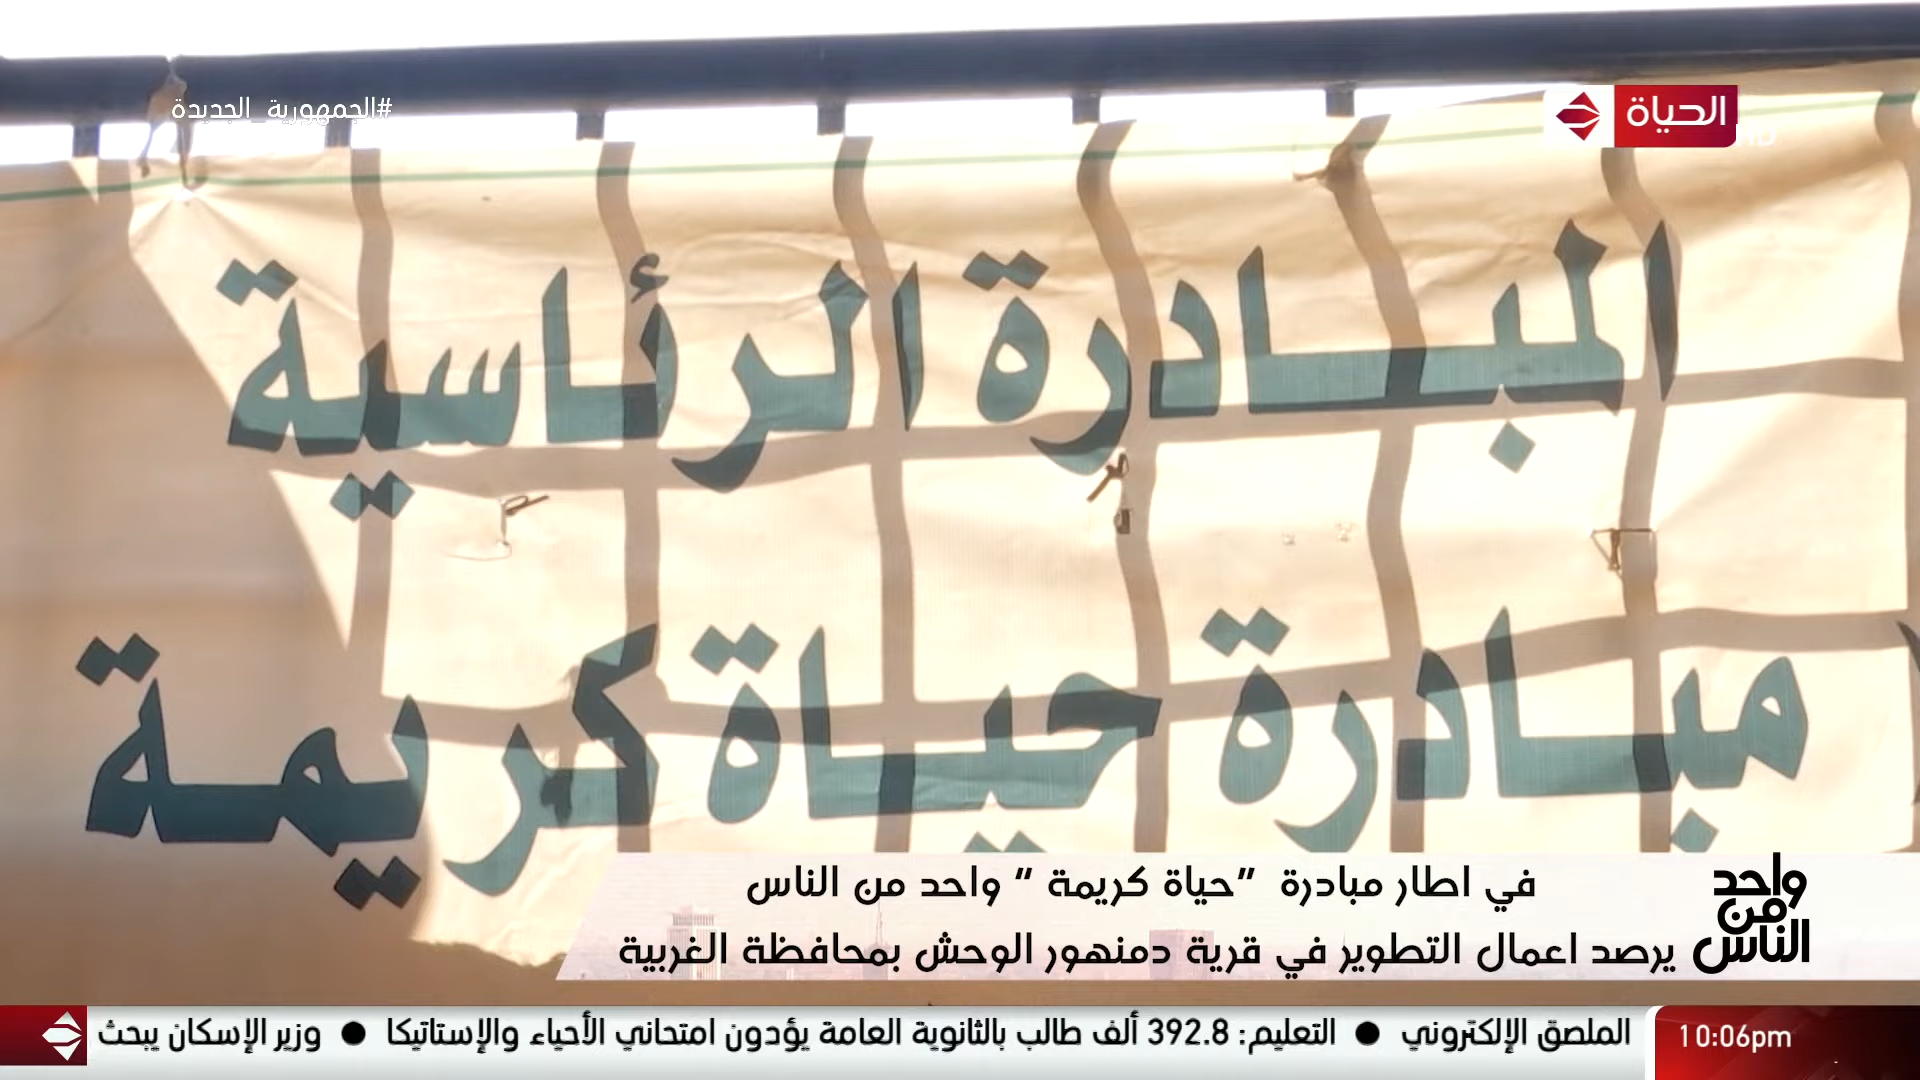 #الجمهورية_الجديدة
الحياة
HD
المبادرة الرئاسية
مبادرة حياة كريمة
في اطار مبادرة "حياة كريمة " واحد من الناس
يرصد اعمال التطوير في قرية دمنهور الوحش بمحافظة الغربية
واحد
من
الناس
10:06pm
الملصق الإلكتروني ● التعليم: 392.8 ألف طالب بالثانوية العامة يؤدون امتحاني الأحياء والإستاتيكا ● وزير الإسكان يبحث